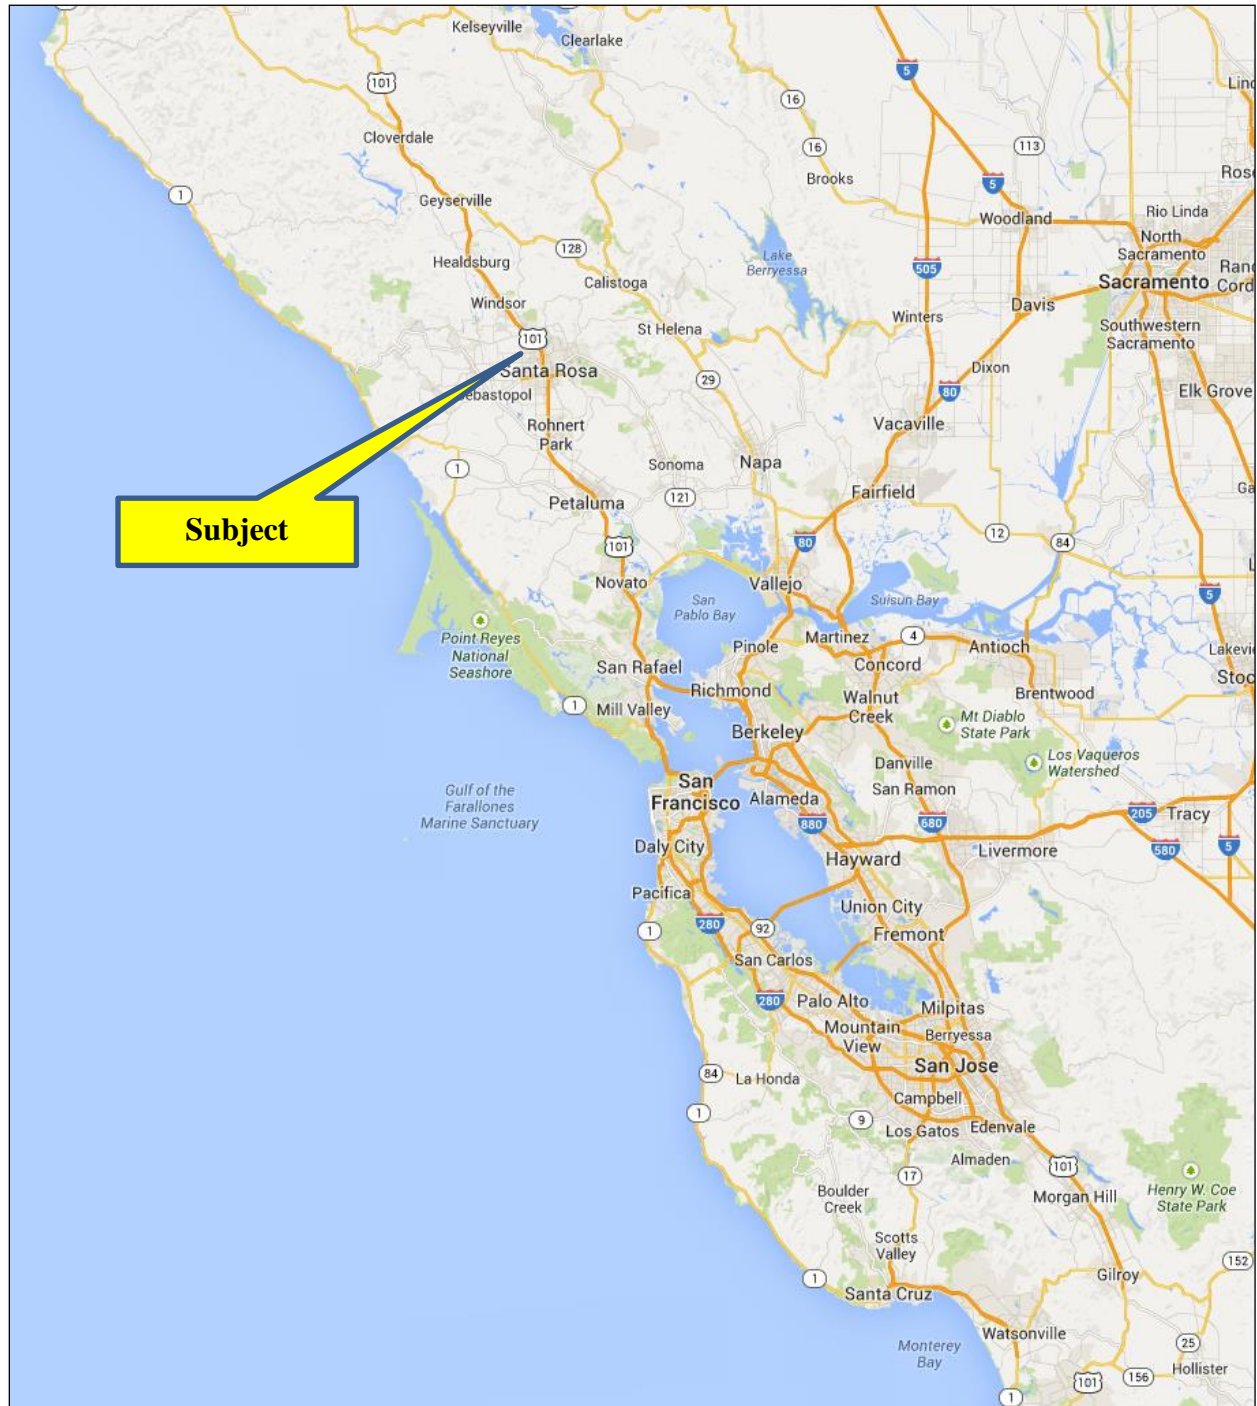 Kelseyville
Clearlake
5
101
16
Linc
Cloverdale
16
113
Brooks
Rose
5
1
Geyserville
Woodland
Rio Linda
North
Sacramento
128
Lake
Berryessa
Healdsburg
505
Ranc
Cord
Calistoga
Sacramento
Windsor
Davis
Winters
St Helena
Southwestern
Sacramento
101
Santa Rosa
Dixon
29
80
Elk Grove
ebastopol
Rohnert
Park
Vacaville
1
Sonoma
Napa
121
Petaluma
Fairfield
Ga
Subject
12
80
84
101
Novato
Vallejo
San
Pablo Bay
Suisun Bay
5
Point Reyes
National
Seashore
Pinole
Martinez
4
Antioch
Lakevie
San Rafael
Concord
Stoc
Richmond
Walnut
Creek
Brentwood
1
Mill Valley
Mt Diablo
State Park
Berkeley
Los Vaqueros
Watershed
Danville
San
Francisco
Alameda
San Ramon
Gulf of the
Farallones
Marine Sanctuary
880
680
205
Tracy
Daly City
Hayward
Livermore
580
5
Pacifica
Union City
280
92
1
Fremont
San Carlos
280
Palo Alto
Milpitas
Mountain
View
Berryessa
San Jose
84
La Honda
Campbell
1
9
Los Gatos
Edenvale
Almaden
101
17
Boulder
Creek
Morgan Hill
Henry W. Coe
State Park
Scotts
Valley
152
1
Gilroy
Santa Cruz
Watsonville
25
Monterey
Bay
Hollister
101
156
1